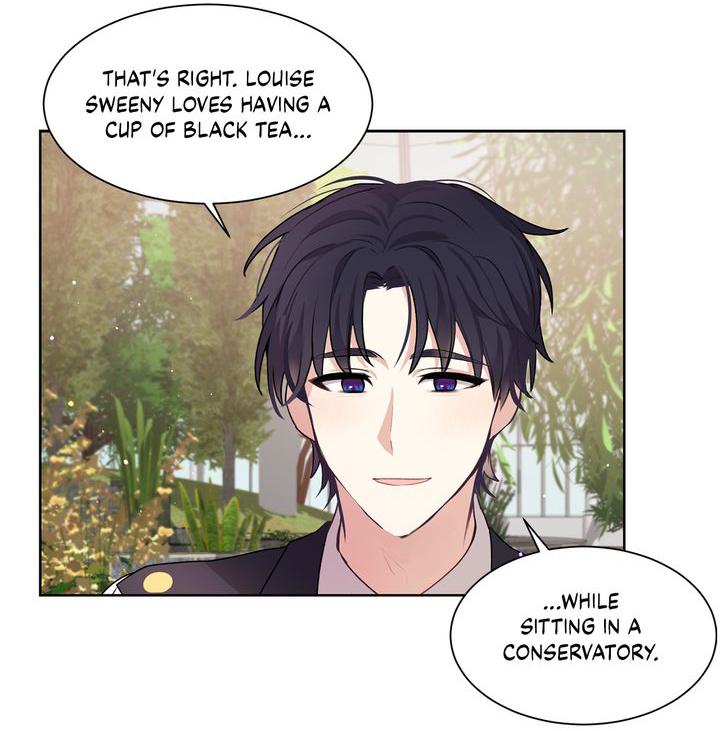 THAT'S RIGHT. LOUISE
SWEENY LOVES HAVING A
CUP OF BLACK TEA...
...WHILE
SITTING IN A
CONSERVATORY.